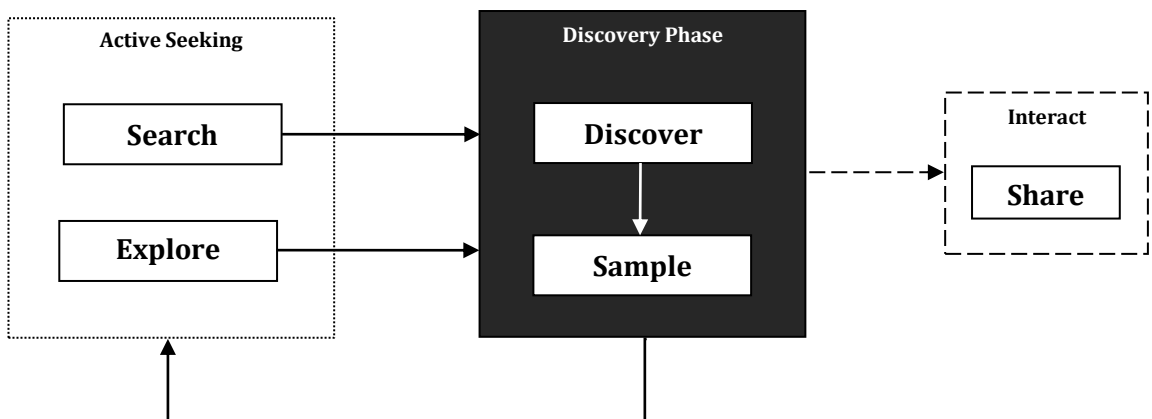 Active Seeking
Search
Explore
Discovery Phase
Discover
Sample
Interact
Share